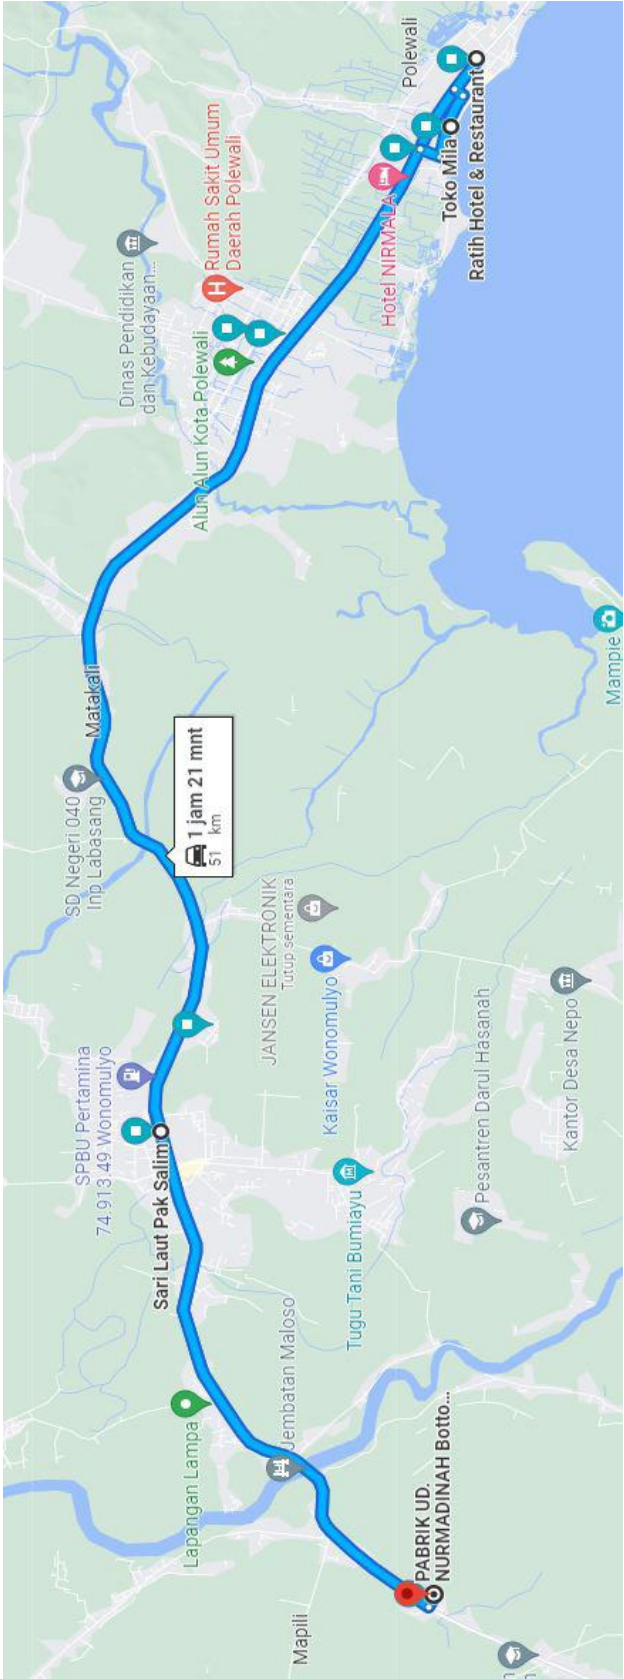 Mapili
PABRIK UD.
NURMADINAH Botto...
Lapangan Lampa
Jembatan Maloso
SPBU Pertamina
74.913.49 Wonomulyo
Sari Laut Pak Salim
Tugu Tani Bumiayu
Pesantren Darul Hasanah
Kantor Desa Nepo
Kaisar Wonomulyo
JANSEN ELEKTRONIK
Tutup sementara
SD Negeri 040
Inp Labasang
1 jam 21 mnt
51 km
Matakali
Mampie
Alun Alun Kota Polewali
Dinas Pendidikan
dan Kebudayaan...
Rumah Sakit Umum
Daerah Polewali
Hotel NIRMALA
Polewali
Toko Mila
Ratih Hotel & Restaurant